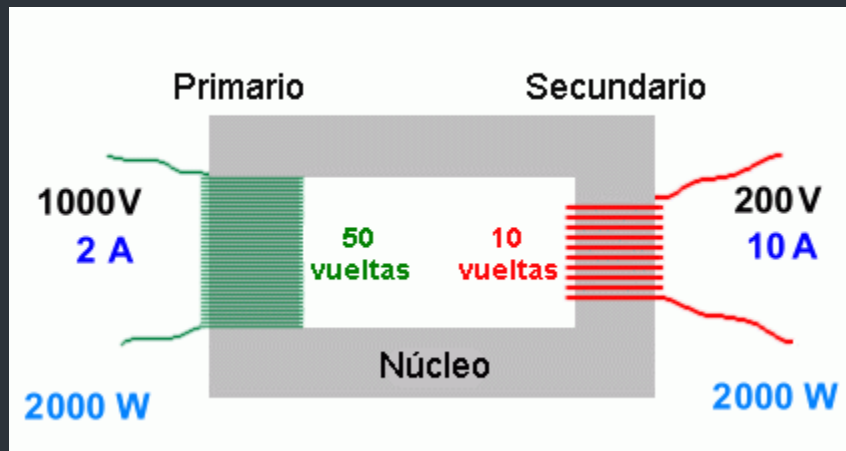 Primario
Secundario
1000V
2 A
50
vueltas
10
vueltas
200V
10 A
Núcleo
2000 W
2000 W